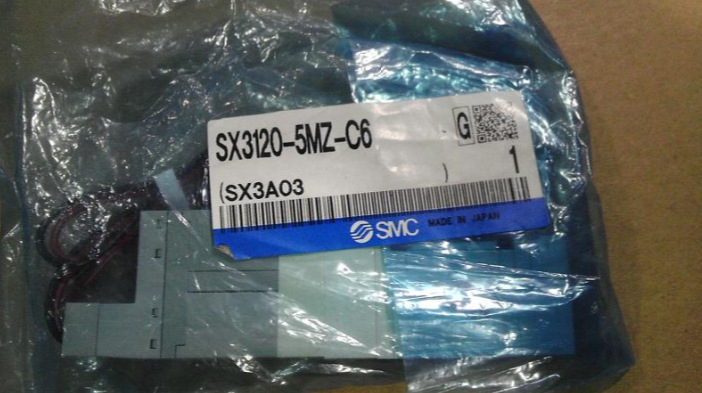 SX3120-5MZ-C6
G
1
(SX3A03 )
SMC MADE IN JAPAN